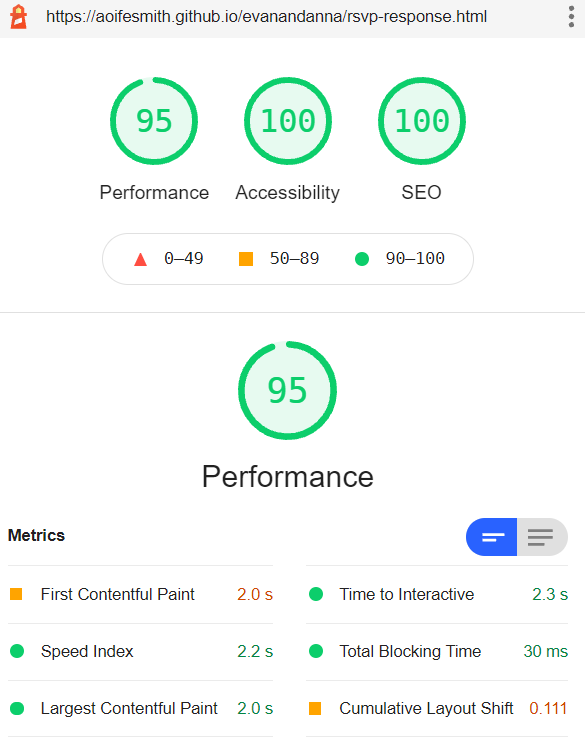 https://aoifesmith.github.io/evanandanna/rsvp-response.html
95 100 100
Performance Accessibility SEO
0–49 50–89 90–100
95
Performance
Metrics
First Contentful Paint 2.0 s Time to Interactive 2.3 s
Speed Index 2.2 s Total Blocking Time 30 ms
Largest Contentful Paint 2.0 s Cumulative Layout Shift 0.111